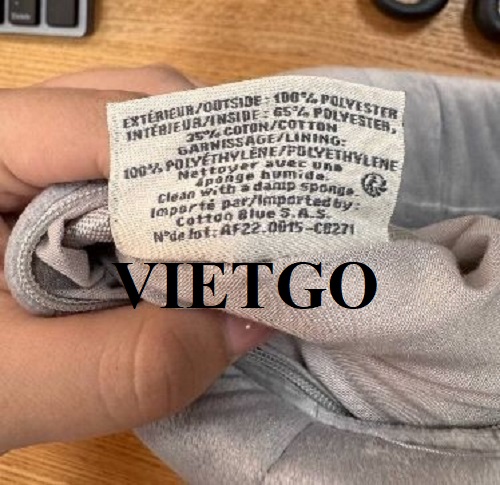 EXTÉRIEUR/OUTSIDE: 100% POLYESTER
INTÉRIEUR/INSIDE: 65% POLYESTER,
35% COTON/COTTON
GARNISSAGE/LINING:
100% POLYÉTHYLÈNE/POLYETHYLENE
Nettoyer avec une
éponge humide.
Clean with a damp sponge
Importé par/Imported by:
Cotton Blue S.A.S.
N°de lot: AF22.0015-CB271
VIETGO